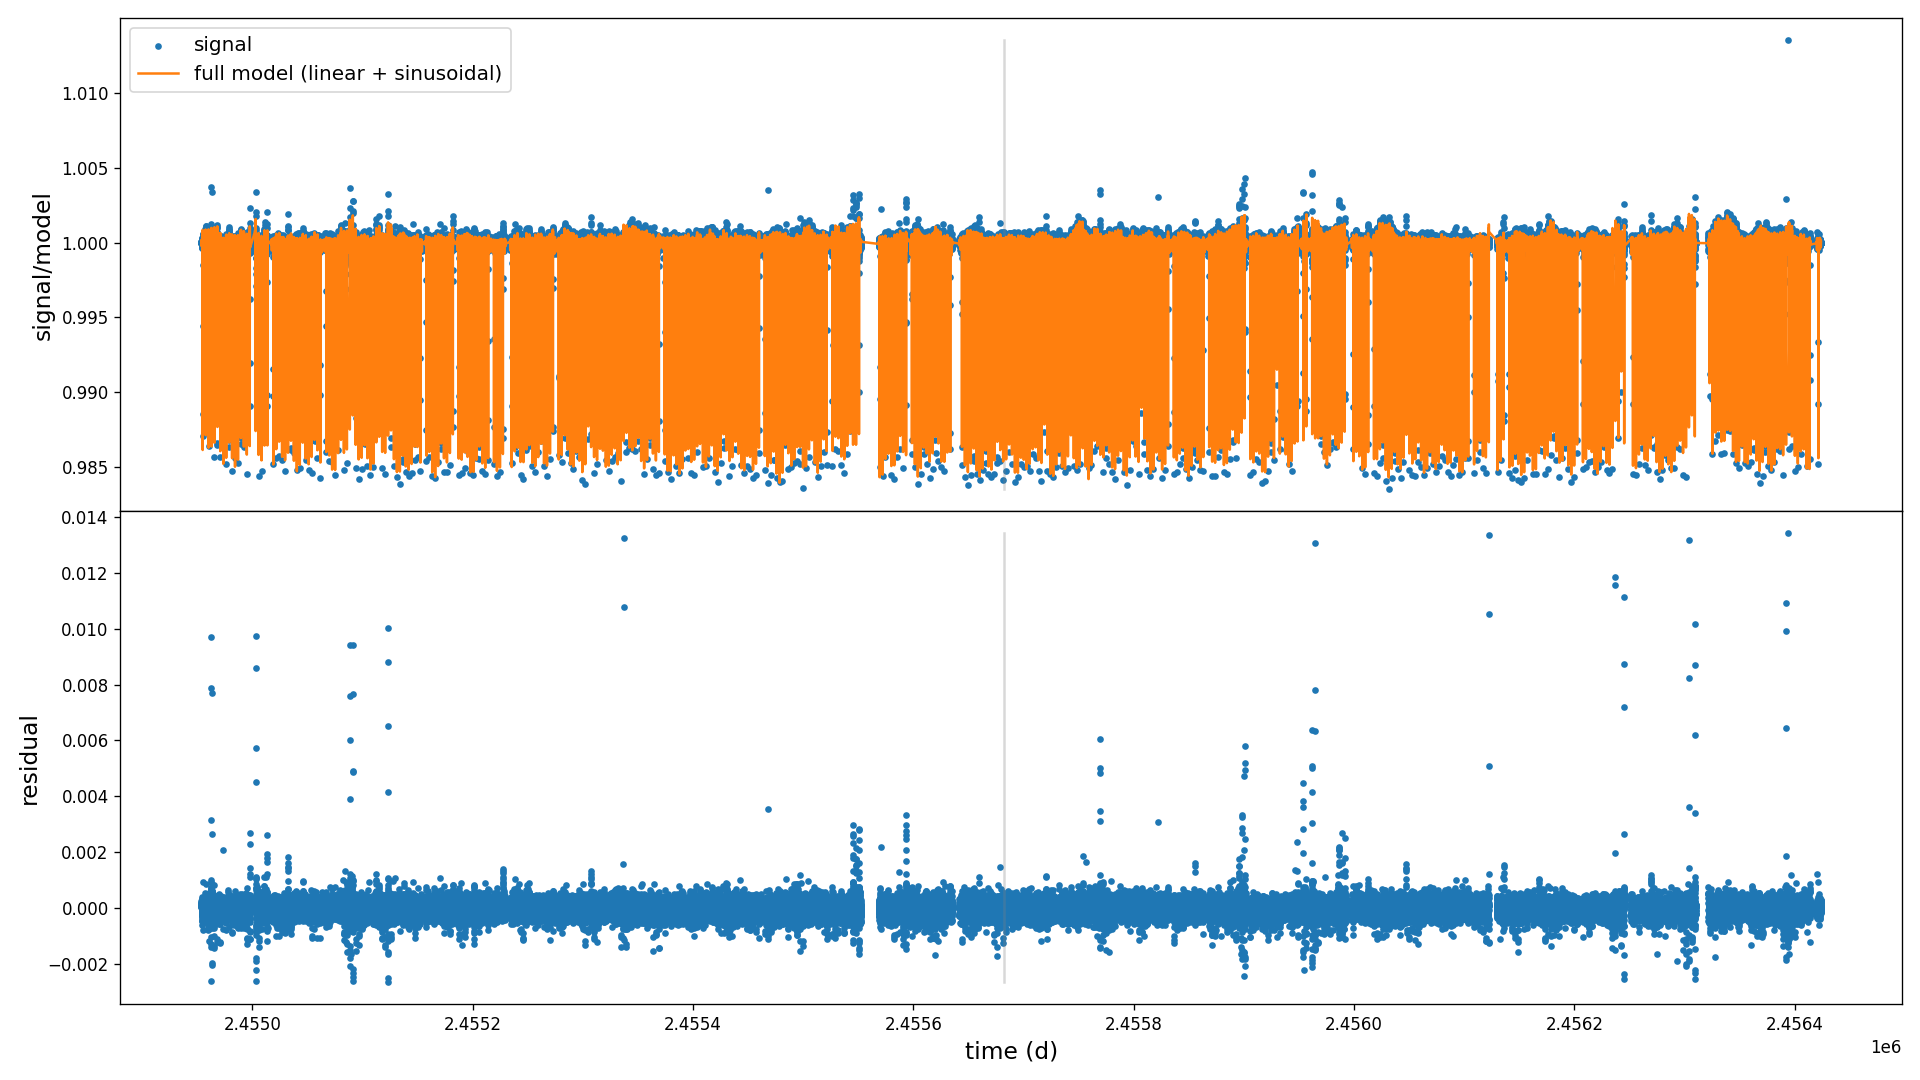 signal
full model (linear + sinusoidal)
signal/model
1.010
1.005
1.000
0.995
0.990
0.985
residual
0.014
0.012
0.010
0.008
0.006
0.004
0.002
0.000
−0.002
2.4550 2.4552 2.4554 2.4556 2.4558 2.4560 2.4562 2.4564
time (d)
1e6